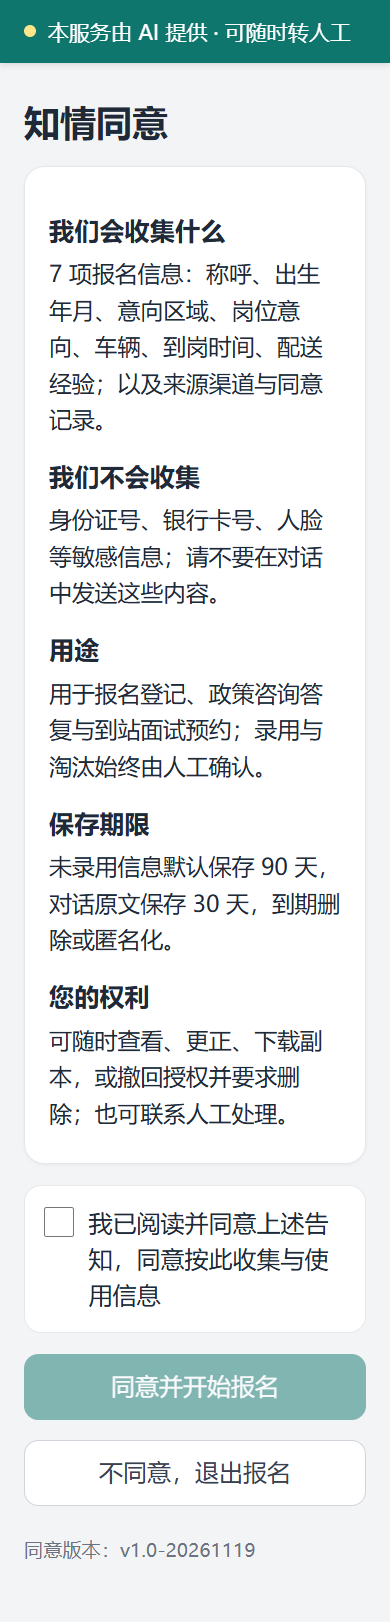 本服务由 AI 提供 · 可随时转人工
知情同意
我们会收集什么
7 项报名信息：称呼、出生
年月、意向区域、岗位意
向、车辆、到岗时间、配送
经验；以及来源渠道与同意
记录。
我们不会收集
身份证号、银行卡号、人脸
等敏感信息；请不要在对话
中发送这些内容。
用途
用于报名登记、政策咨询答
复与到站面试预约；录用与
淘汰始终由人工确认。
保存期限
未录用信息默认保存 90 天，
对话原文保存 30 天，到期删
除或匿名化。
您的权利
可随时查看、更正、下载副
本，或撤回授权并要求删
除；也可联系人工处理。
我已阅读并同意上述告
知，同意按此收集与使
用信息
同意并开始报名
不同意，退出报名
同意版本：v1.0-20261119